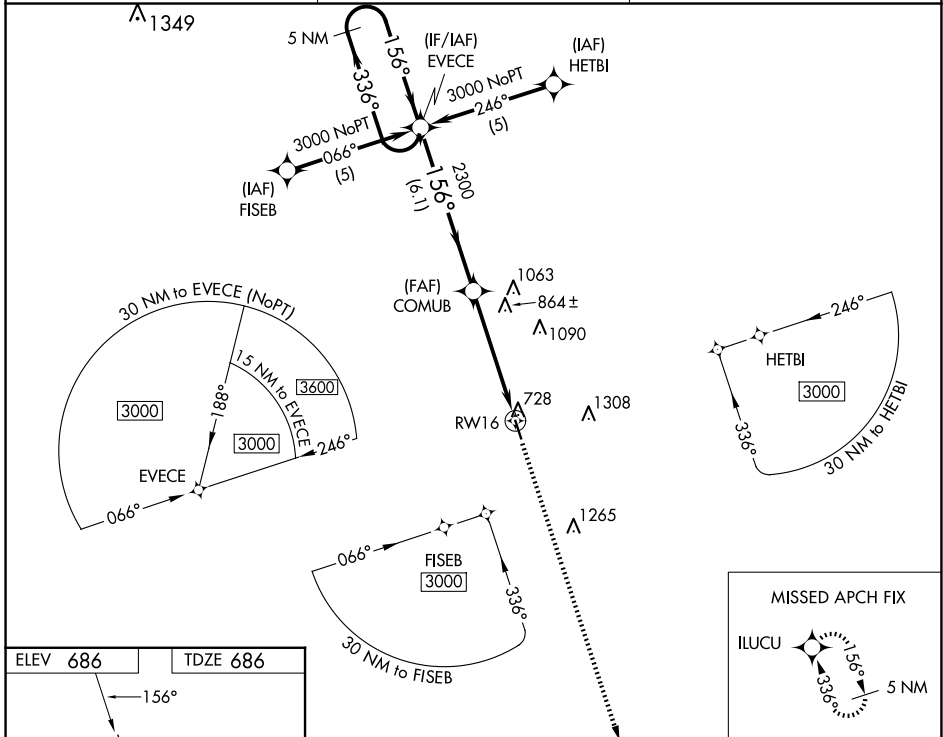 1349
5 NM
156°
336°
(IF/IAF)
EVECE
(IAF)
HETBI
3000 NoPT
246°
(5)
3000 NoPT
066°
(5)
(IAF)
FISEB
2300
156°
(6.1)
(FAF)
COMUB
1063
864±
1090
728
1308
RW16
1265
30 NM to EVECE (NoPT)
15 NM to EVECE
3600
3000
188°
3000
246°
EVECE
066°
246°
HETBI
3000
336°
30 NM to HETBI
066°
FISEB
3000
336°
30 NM to FISEB
MISSED APCH FIX
ILUCU
156°
336°
5 NM
ELEV 686
TDZE 686
156°